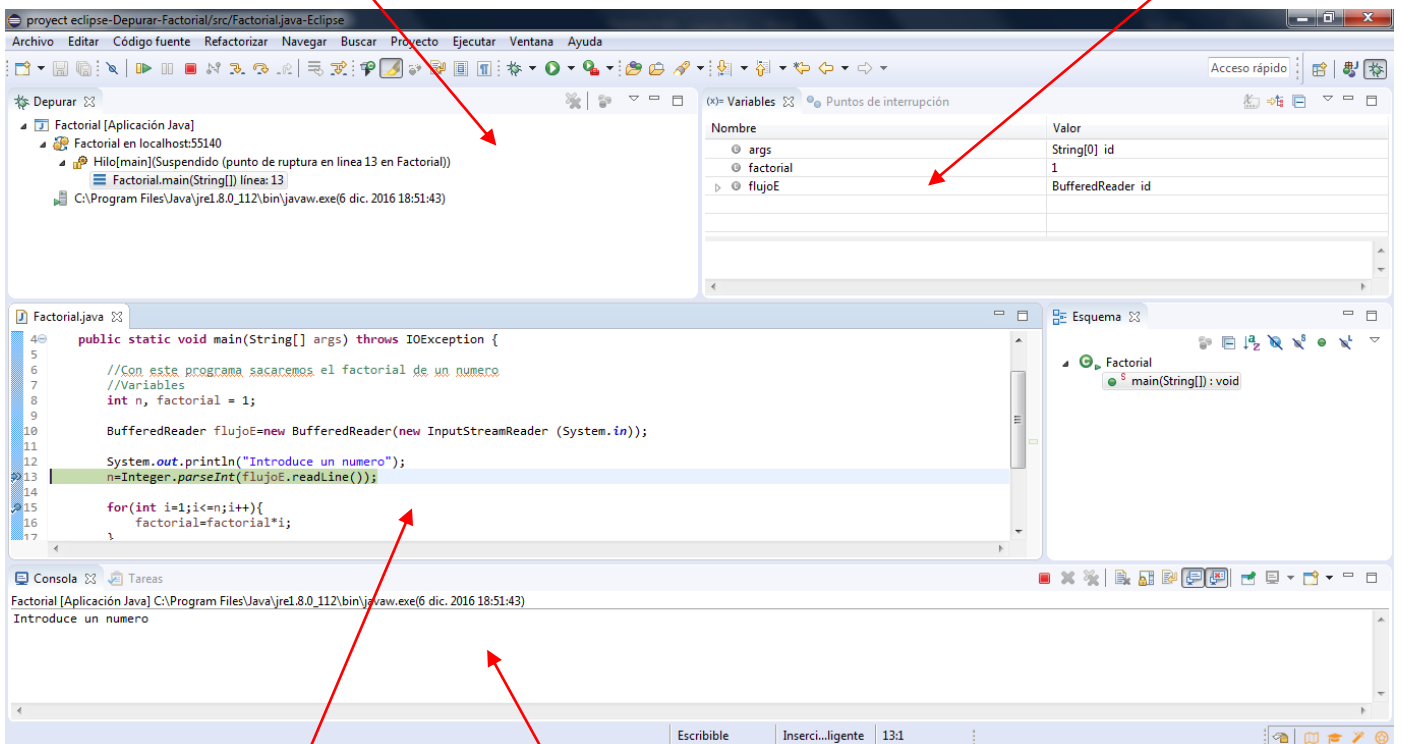 proyect eclipse-Depurar-Factorial/src/Factorial.java-Eclipse
Archivo Editar Código fuente Refactorizar Navegar Buscar Proyecto Ejecutar Ventana Ayuda
Acceso rápido
Depurar
Factorial [Aplicación Java]
Factorial en localhost:55140
Hilo[main](Suspendido (punto de ruptura en linea 13 en Factorial))
Factorial.main(String[]) línea: 13
C:\Program Files\Java\jre1.8.0_112\bin\javaw.exe(6 dic. 2016 18:51:43)
(x)= Variables Puntos de interrupción
Nombre Valor
args String[0] id
factorial 1
flujoE BufferedReader id
Factorial.java
4 public static void main(String[] args) throws IOException {
5
6 //Con este programa sacaremos el factorial de un numero
7 //Variables
8 int n, factorial = 1;
9
10 BufferedReader flujoE=new BufferedReader(new InputStreamReader (System.in));
11
12 System.out.println("Introduce un numero");
13 n=Integer.parseInt(flujoE.readLine());
14
15 for(int i=1;i<=n;i++){
16 factorial=factorial*i;
17 }
Esquema
Factorial
main(String[]) : void
Consola Tareas
Factorial [Aplicación Java] C:\Program Files\Java\jre1.8.0_112\bin\javaw.exe(6 dic. 2016 18:51:43)
Introduce un numero
Escribible Inserci...ligente 13:1